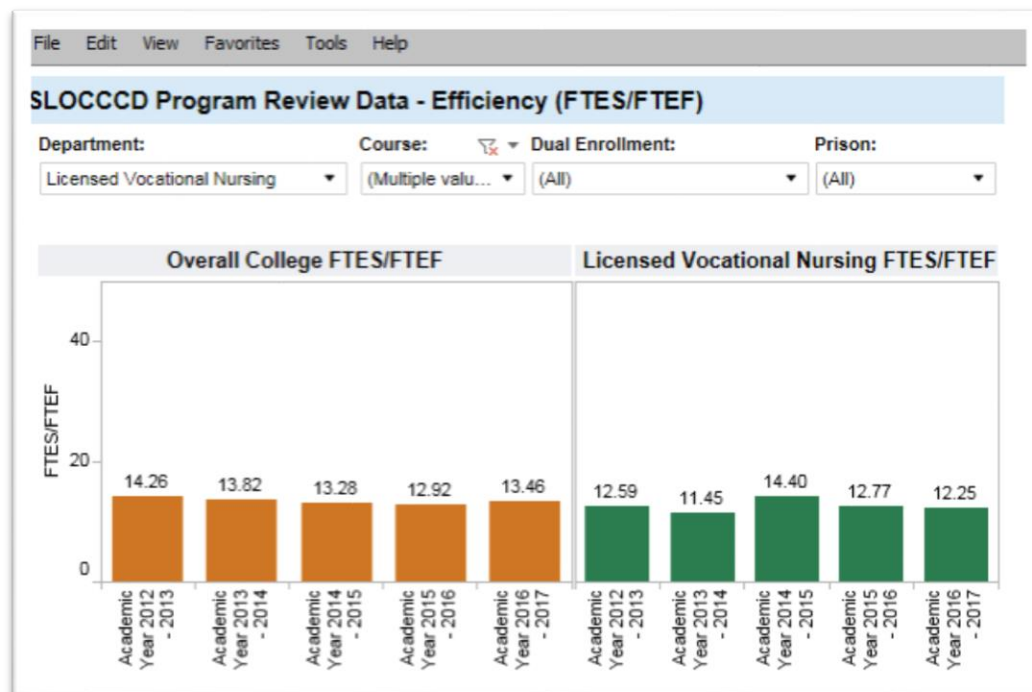 File Edit View Favorites Tools Help
SLOCCCD Program Review Data - Efficiency (FTES/FTEF)
Department: Course: Dual Enrollment: Prison:
Licensed Vocational Nursing (Multiple valu... (All) (All)
Overall College FTES/FTEF Licensed Vocational Nursing FTES/FTEF
FTES/FTEF
40
20
0
14.26 13.82 13.28 12.92 13.46 12.59 11.45 14.40 12.77 12.25
Academic
Year 2012
- 2013
Academic
Year 2013
- 2014
Academic
Year 2014
- 2015
Academic
Year 2015
- 2016
Academic
Year 2016
- 2017
Academic
Year 2012
- 2013
Academic
Year 2013
- 2014
Academic
Year 2014
- 2015
Academic
Year 2015
- 2016
Academic
Year 2016
- 2017